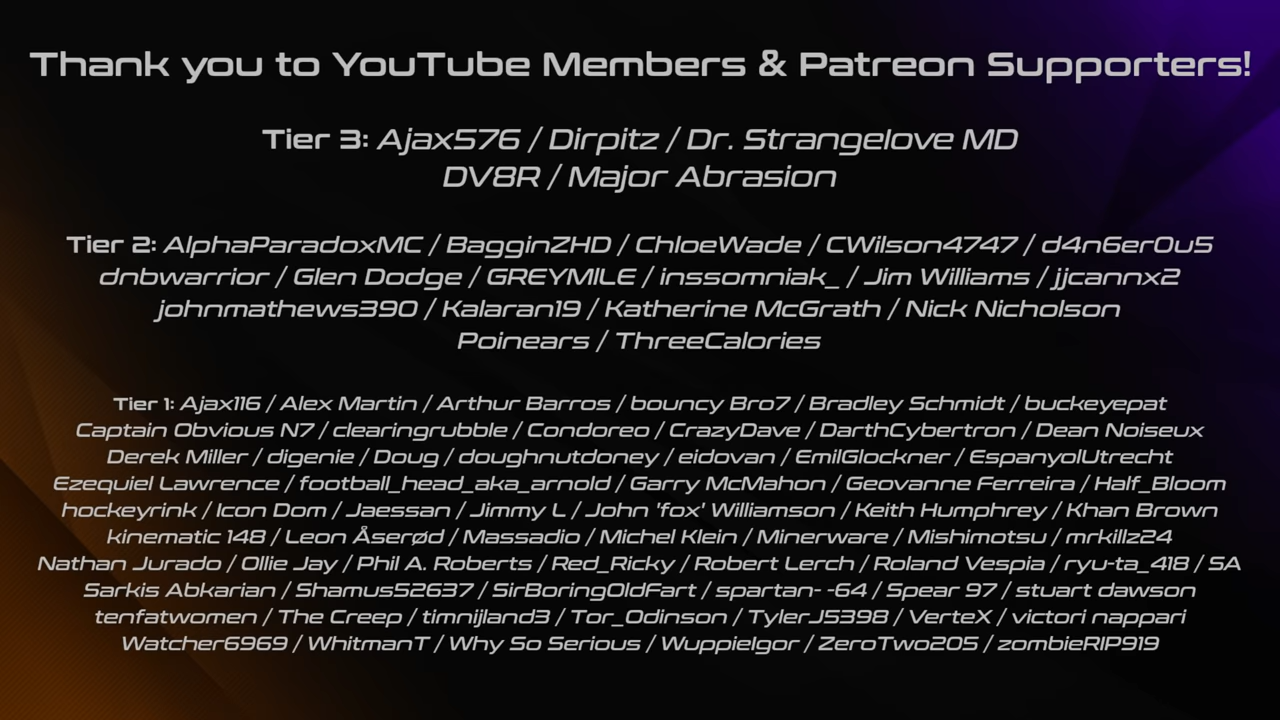 Thank you to YouTube Members & Patreon Supporters!
Tier 3: Ajax576 / Dirpitz / Dr. Strangelove MD
DV8R / Major Abrasion
Tier 2: AlphaParadoxMC / BagginZHD / ChloeWade / CWilson4747 / d4n6er0u5
dnbwarrior / Glen Dodge / GREYM1LE / inssomniak_ / Jim Williams / jjcannx2
johnmathews390 / Kalaran19 / Katherine McGrath / Nick Nicholson
Poinears / ThreeCalories
Tier 1: Ajax116 / Alex Martin / Arthur Barros / bouncy Bro7 / Bradley Schmidt / buckeyepat
Captain Obvious N7 / clearingrubble / Condoreo / CrazyDave / DarthCybertron / Dean Noiseux
Derek Miller / digenie / Doug / doughnutdoney / eidovan / EmilGlockner / EspanyolUtrecht
Ezequiel Lawrence / football_head_aka_arnold / Garry McMahon / Geovanne Ferreira / Half_Bloom
hockeyrink / Icon Dom / Jaessan / Jimmy L / John 'fox' Williamson / Keith Humphrey / Khan Brown
kinematic 148 / Leon Åserød / Massadio / Michel Klein / Minerware / Mishimotsu / mrkillz24
Nathan Jurado / Ollie Jay / Phil A. Roberts / Red_Ricky / Robert Lerch / Roland Vespia / ryu-ta_418 / SA
Sarkis Abkarian / Shamus52637 / SirBoringOldFart / spartan- -64 / Spear 97 / stuart dawson
tenfatwomen / The Creep / timnijland3 / Tor_Odinson / TylerJ5398 / VerteX / victori nappari
Watcher6969 / WhitmanT / Why So Serious / WuppieIgor / ZeroTwo205 / zombieRIP919